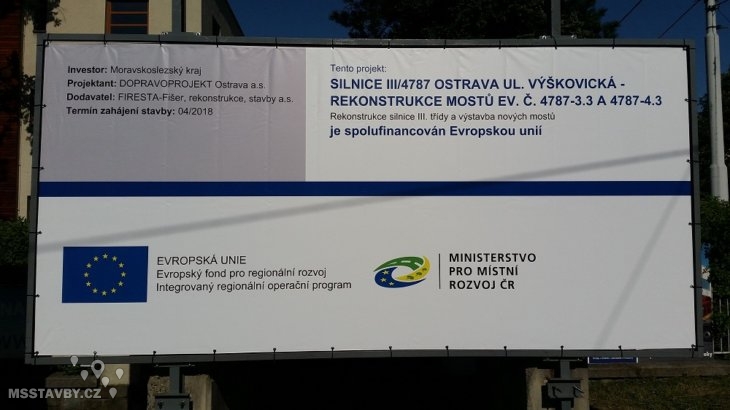 Investor: Moravskoslezský kraj
Projektant: DOPRAVOPROJEKT Ostrava a.s.
Dodavatel: FIRESTA-Fišer, rekonstrukce, stavby a.s.
Termín zahájení stavby: 04/2018
Tento projekt:
SILNICE III/4787 OSTRAVA UL. VÝŠKOVICKÁ -
REKONSTRUKCE MOSTŮ EV. Č. 4787-3.3 A 4787-4.3
Rekonstrukce silnice III. třídy a výstavba nových mostů
je spolufinancován Evropskou unií
EVROPSKÁ UNIE
Evropský fond pro regionální rozvoj
Integrovaný regionální operační program
MINISTERSTVO
PRO MÍSTNÍ
ROZVOJ ČR
MSSTAVBY.CZ